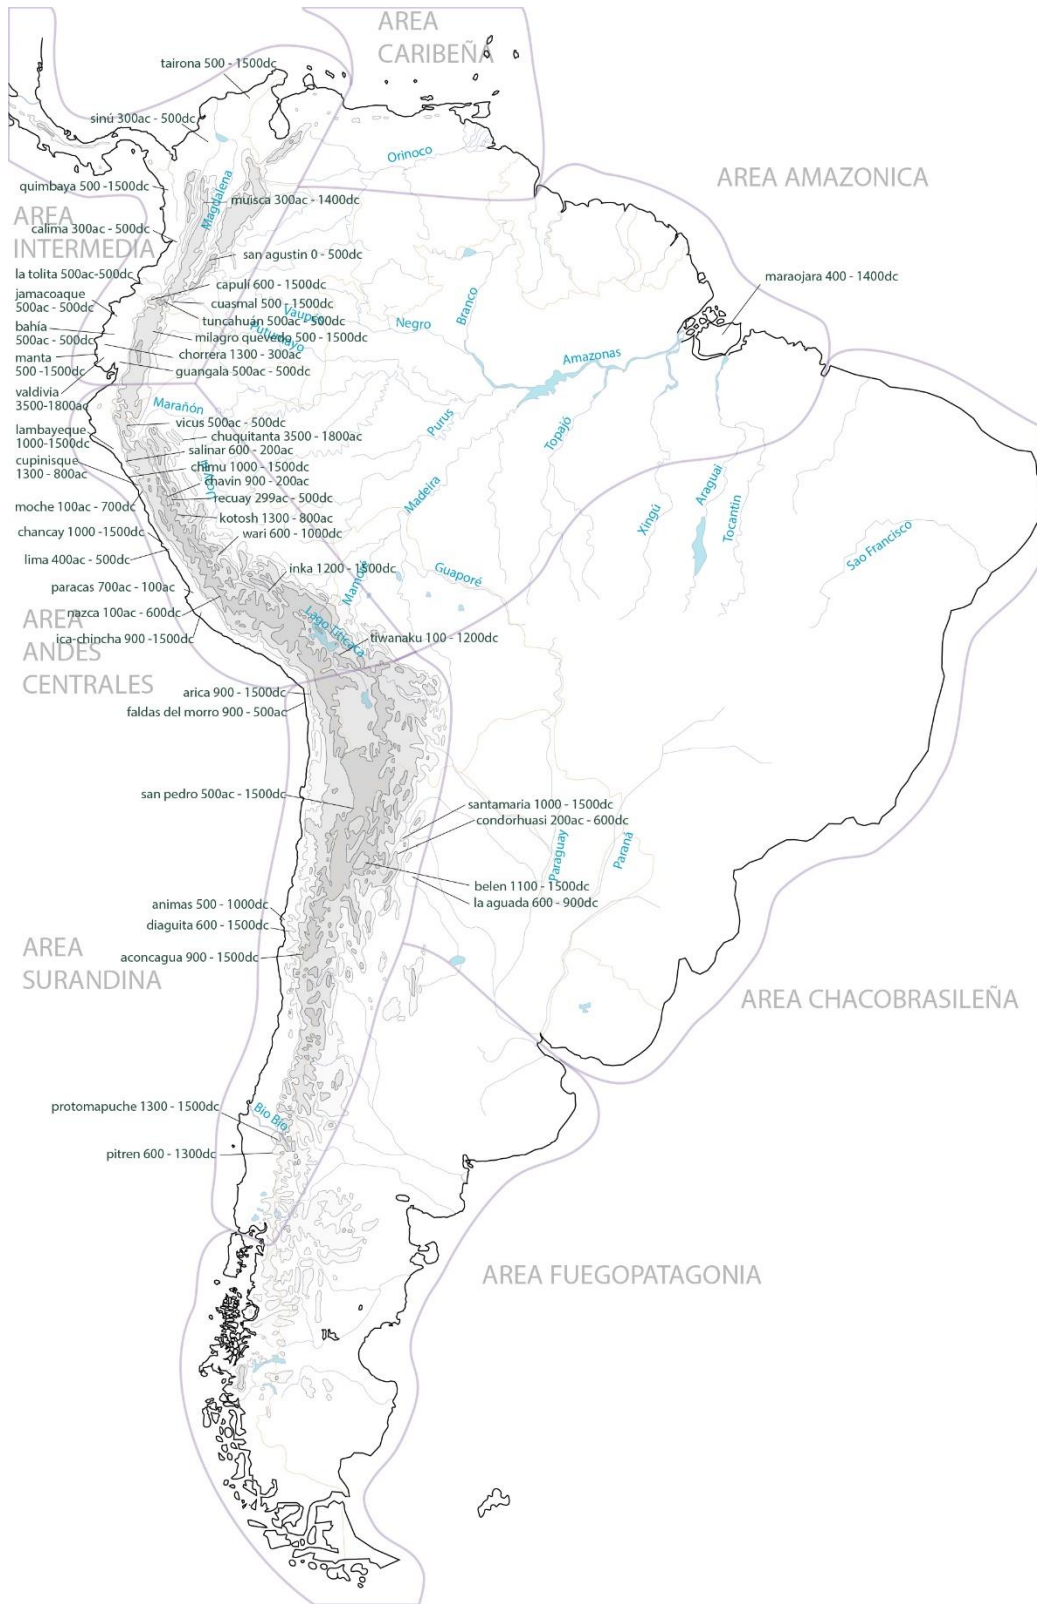 AREA
CARIBEÑA
tairona 500 - 1500dc
sinú 300ac - 500dc
Orinoco
AREA AMAZONICA
quimbaya 500 -1500dc
Magdalena
muisca 300ac - 1400dc
AREA
INTERMEDIA
calima 300ac - 500dc
san agustin 0 - 500dc
la tolita 500ac-500dc
maraojara 400 - 1400dc
capulí 600 - 1500dc
jamacoaque
500ac - 500dc
cuasmal 500 - 1500dc
Vaupés
tuncahuán 500ac - 500dc
Negro
Branco
bahía
500ac - 500dc
Putumayo
milagro quevedo 500 - 1500dc
Amazonas
manta
500 -1500dc
chorrera 1300 - 300ac
guangala 500ac - 500dc
valdivia
3500-1800ac
Marañón
Purus
Topajó
vicus 500ac - 500dc
lambayeque
1000-1500dc
chuquitanta 3500 - 1800ac
salinar 600 - 200ac
cupinisque
1300 - 800ac
chimu 1000 - 1500dc
chavin 900 - 200ac
Madeira
Araguai
moche 100ac - 700dc
recuay 299ac - 500dc
Xingú
Tocantin
kotosh 1300 - 800ac
chancay 1000 -1500dc
wari 600 - 1000dc
Sao Francisco
lima 400ac - 500dc
inka 1200 - 1500dc
Mamoré
Guaporé
paracas 700ac - 100ac
nazca 100ac - 600dc
Lago Titicaca
AREA
ANDES
CENTRALES
ica-chincha 900 -1500dc
tiwanaku 100 - 1200dc
arica 900 - 1500dc
faldas del morro 900 - 500ac
san pedro 500ac - 1500dc
santamaría 1000 - 1500dc
condorhuasi 200ac - 600dc
Paraguay
Paraná
belen 1100 - 1500dc
la aguada 600 - 900dc
animas 500 - 1000dc
diaguita 600 - 1500dc
AREA
SURANDINA
aconcagua 900 - 1500dc
AREA CHACOBRASILEÑA
protomapuche 1300 - 1500dc
Bio Bío
pitren 600 - 1300dc
AREA FUEGOPATAGONIA